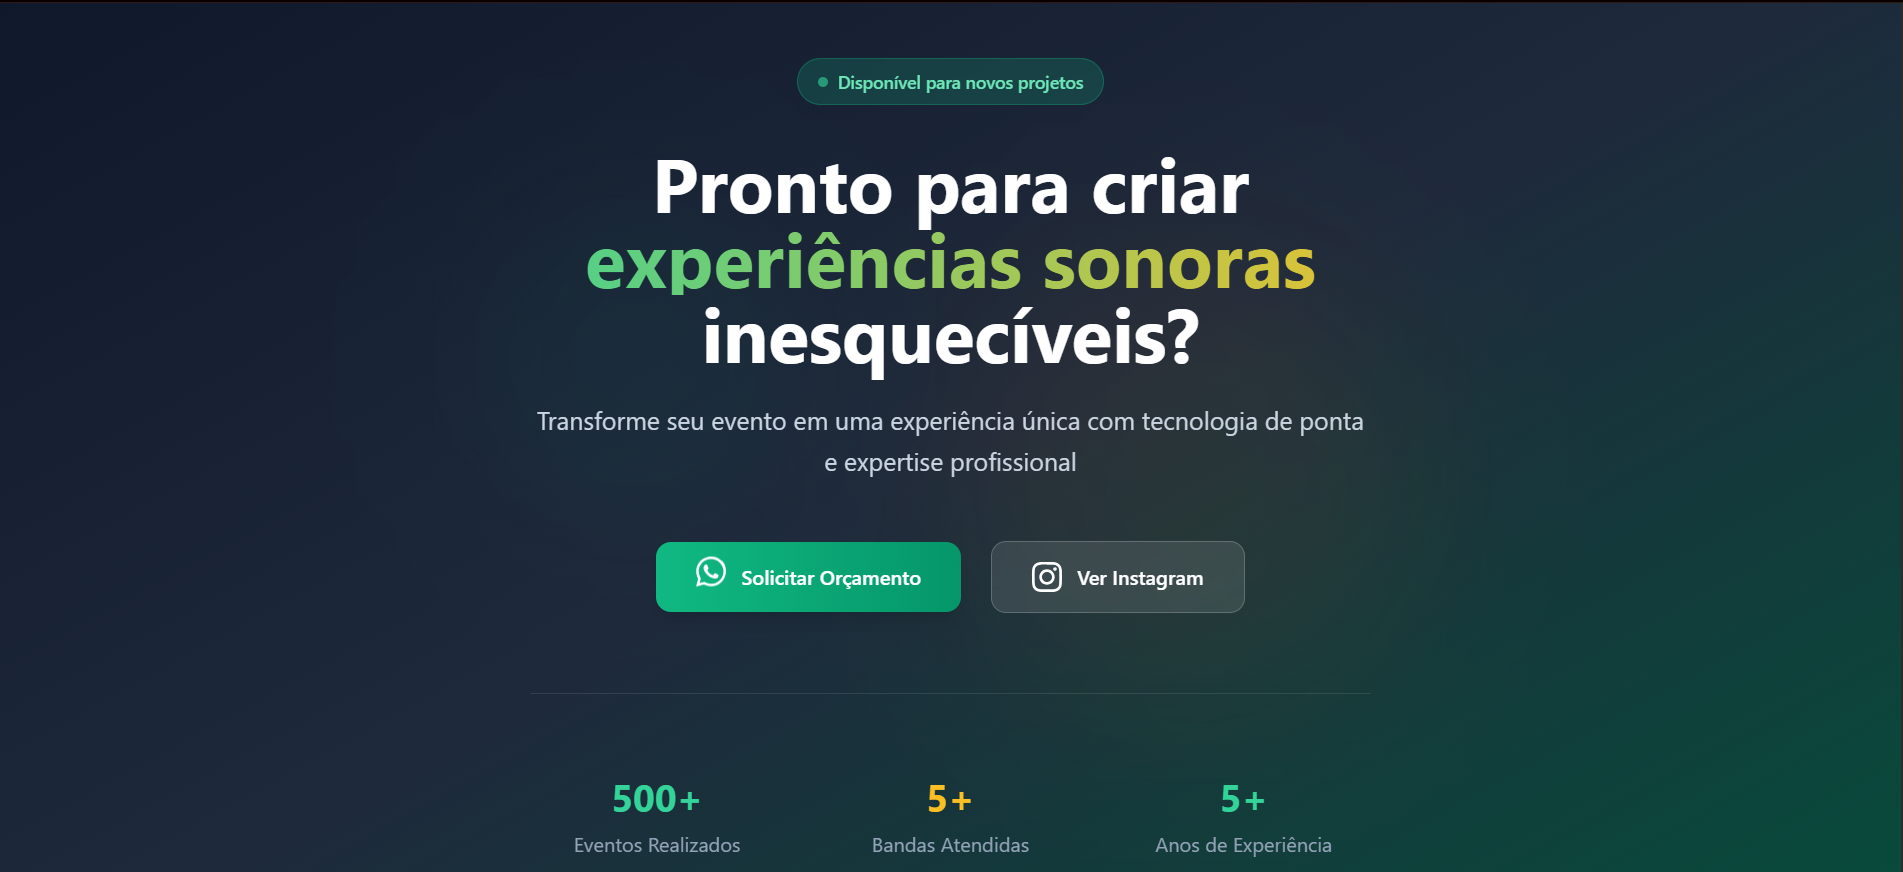 Disponível para novos projetos
Pronto para criar
experiências sonoras
inesquecíveis?
Transforme seu evento em uma experiência única com tecnologia de ponta
e expertise profissional
Solicitar Orçamento
Ver Instagram
500+
5+
5+
Eventos Realizados
Bandas Atendidas
Anos de Experiência